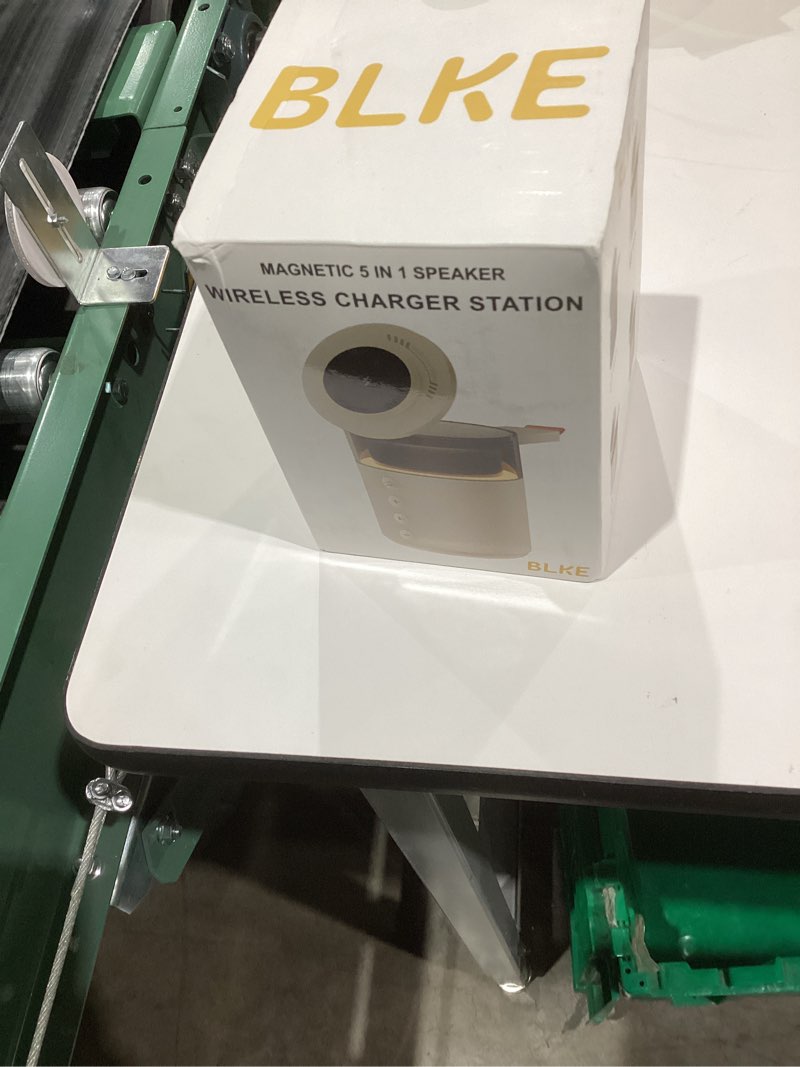 BLKE
MAGNETIC 5 IN 1 SPEAKER
WIRELESS CHARGER STATION
BLKE